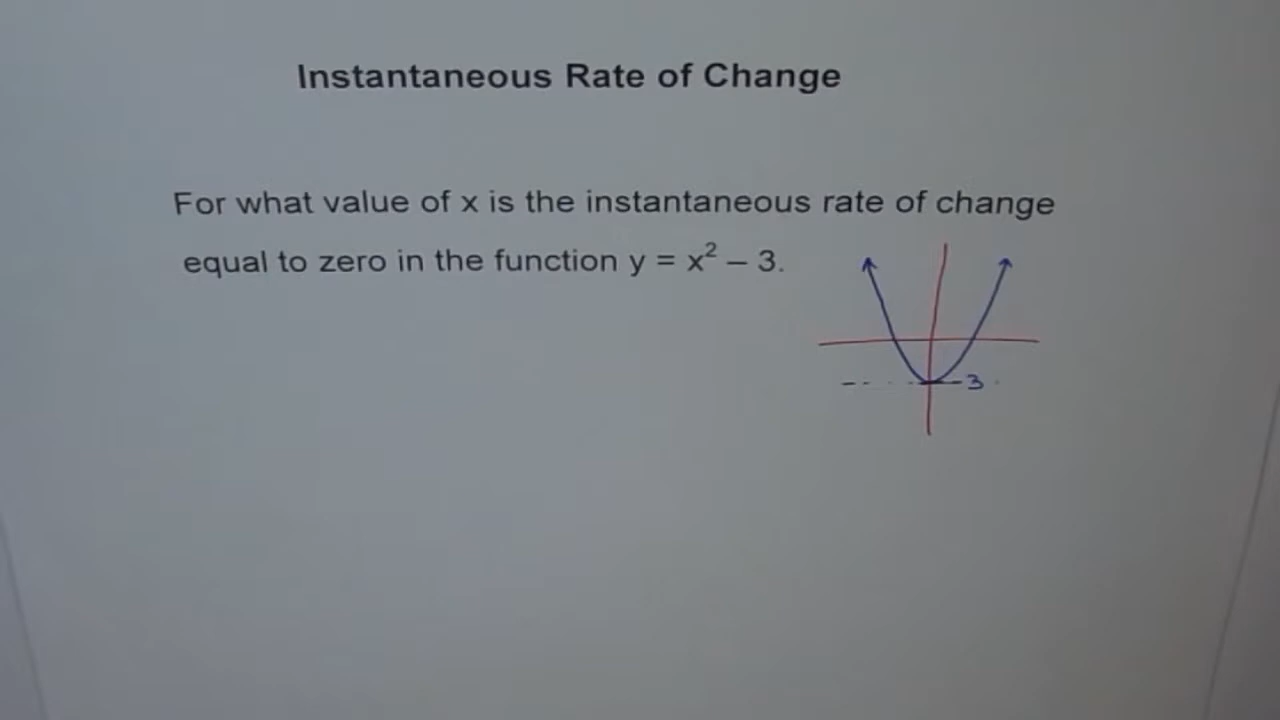 Instantaneous Rate of Change
For what value of x is the instantaneous rate of change
equal to zero in the function y = x² – 3.
-3